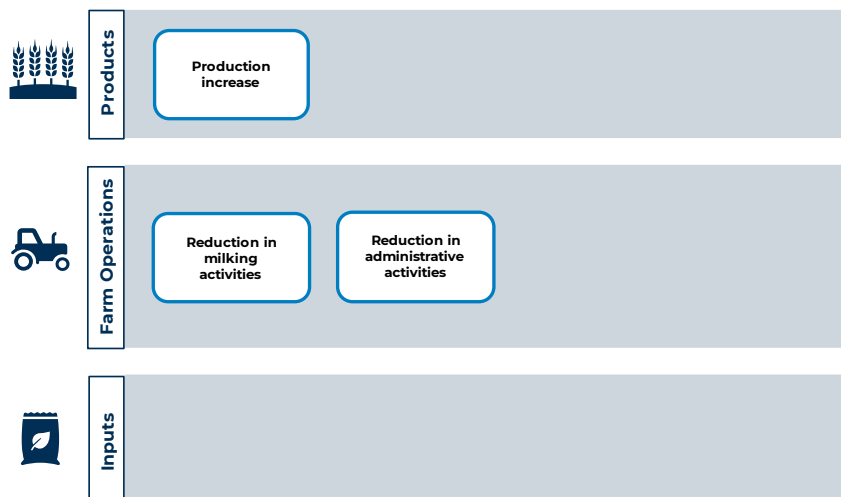 Products
Production
increase
Farm Operations
Reduction in
milking
activities
Reduction in
administrative
activities
Inputs